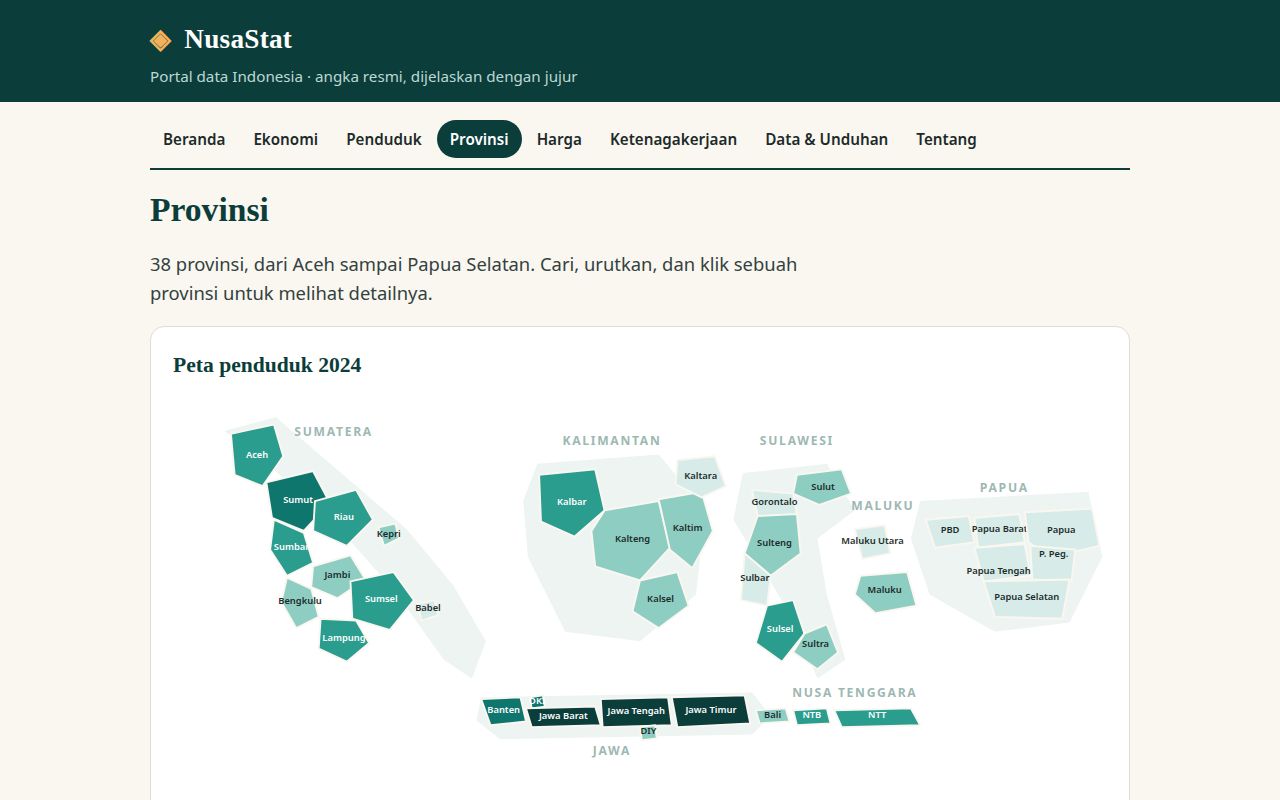 NusaStat
Portal data Indonesia · angka resmi, dijelaskan dengan jujur
Beranda Ekonomi Penduduk Provinsi Harga Ketenagakerjaan Data & Unduhan Tentang
Provinsi
38 provinsi, dari Aceh sampai Papua Selatan. Cari, urutkan, dan klik sebuah
provinsi untuk melihat detailnya.
Peta penduduk 2024
SUMATERA
Aceh
Sumut
Riau
Kepri
Sumbar
Jambi
Bengkulu
Sumsel
Babel
Lampung
KALIMANTAN
Kaltara
Kalbar
Kalteng
Kaltim
Kalsel
SULAWESI
Sulut
Gorontalo
Sulteng
Sulbar
Sulsel
Sultra
MALUKU
Maluku Utara
Maluku
PAPUA
PBD
Papua Barat
Papua
P. Peg.
Papua Tengah
Papua Selatan
Banten
DKI
Jawa Barat
Jawa Tengah
Jawa Timur
DIY
JAWA
NUSA TENGGARA
Bali
NTB
NTT